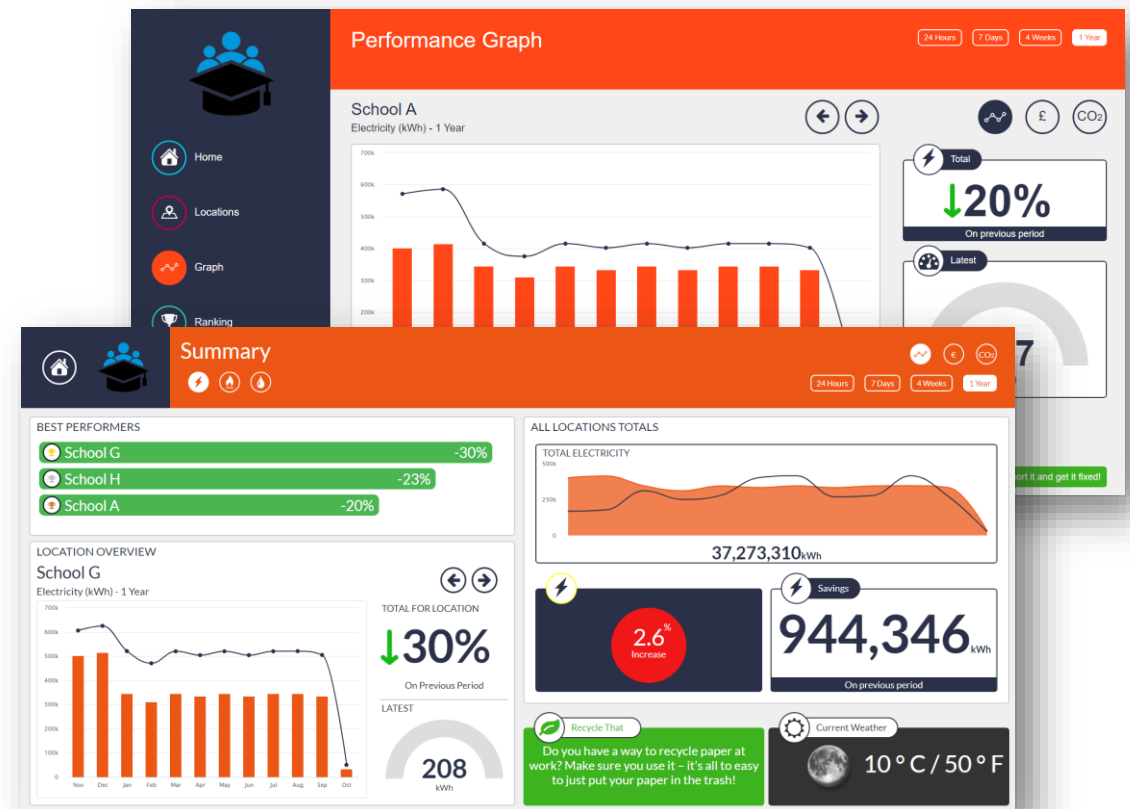 Performance Graph
24 Hours
7 Days
4 Weeks
1 Year
School A
Electricity (kWh) - 1 Year
£
CO2
Home
Locations
Graph
Ranking
700k
600k
500k
400k
300k
200k
Total
20%
On previous period
Latest
7
ort it and get it fixed!
Summary
€
CO2
24 Hours
7 Days
4 Weeks
1 Year
BEST PERFORMERS
School G -30%
School H -23%
School A -20%
LOCATION OVERVIEW
School G
Electricity (kWh) - 1 Year
700k
600k
500k
400k
300k
200k
100k
0
Nov Dec Jan Feb Mar Apr May Jun Jul Aug Sep Oct
TOTAL FOR LOCATION
30%
On Previous Period
LATEST
208
kWh
ALL LOCATIONS TOTALS
TOTAL ELECTRICITY
500k
250k
0
37,273,310kWh
2.6%
Increase
Savings
944,346 kWh
On previous period
Recycle That
Do you have a way to recycle paper at
work? Make sure you use it – it's all to easy
to just put your paper in the trash!
Current Weather
10 ° C / 50 ° F